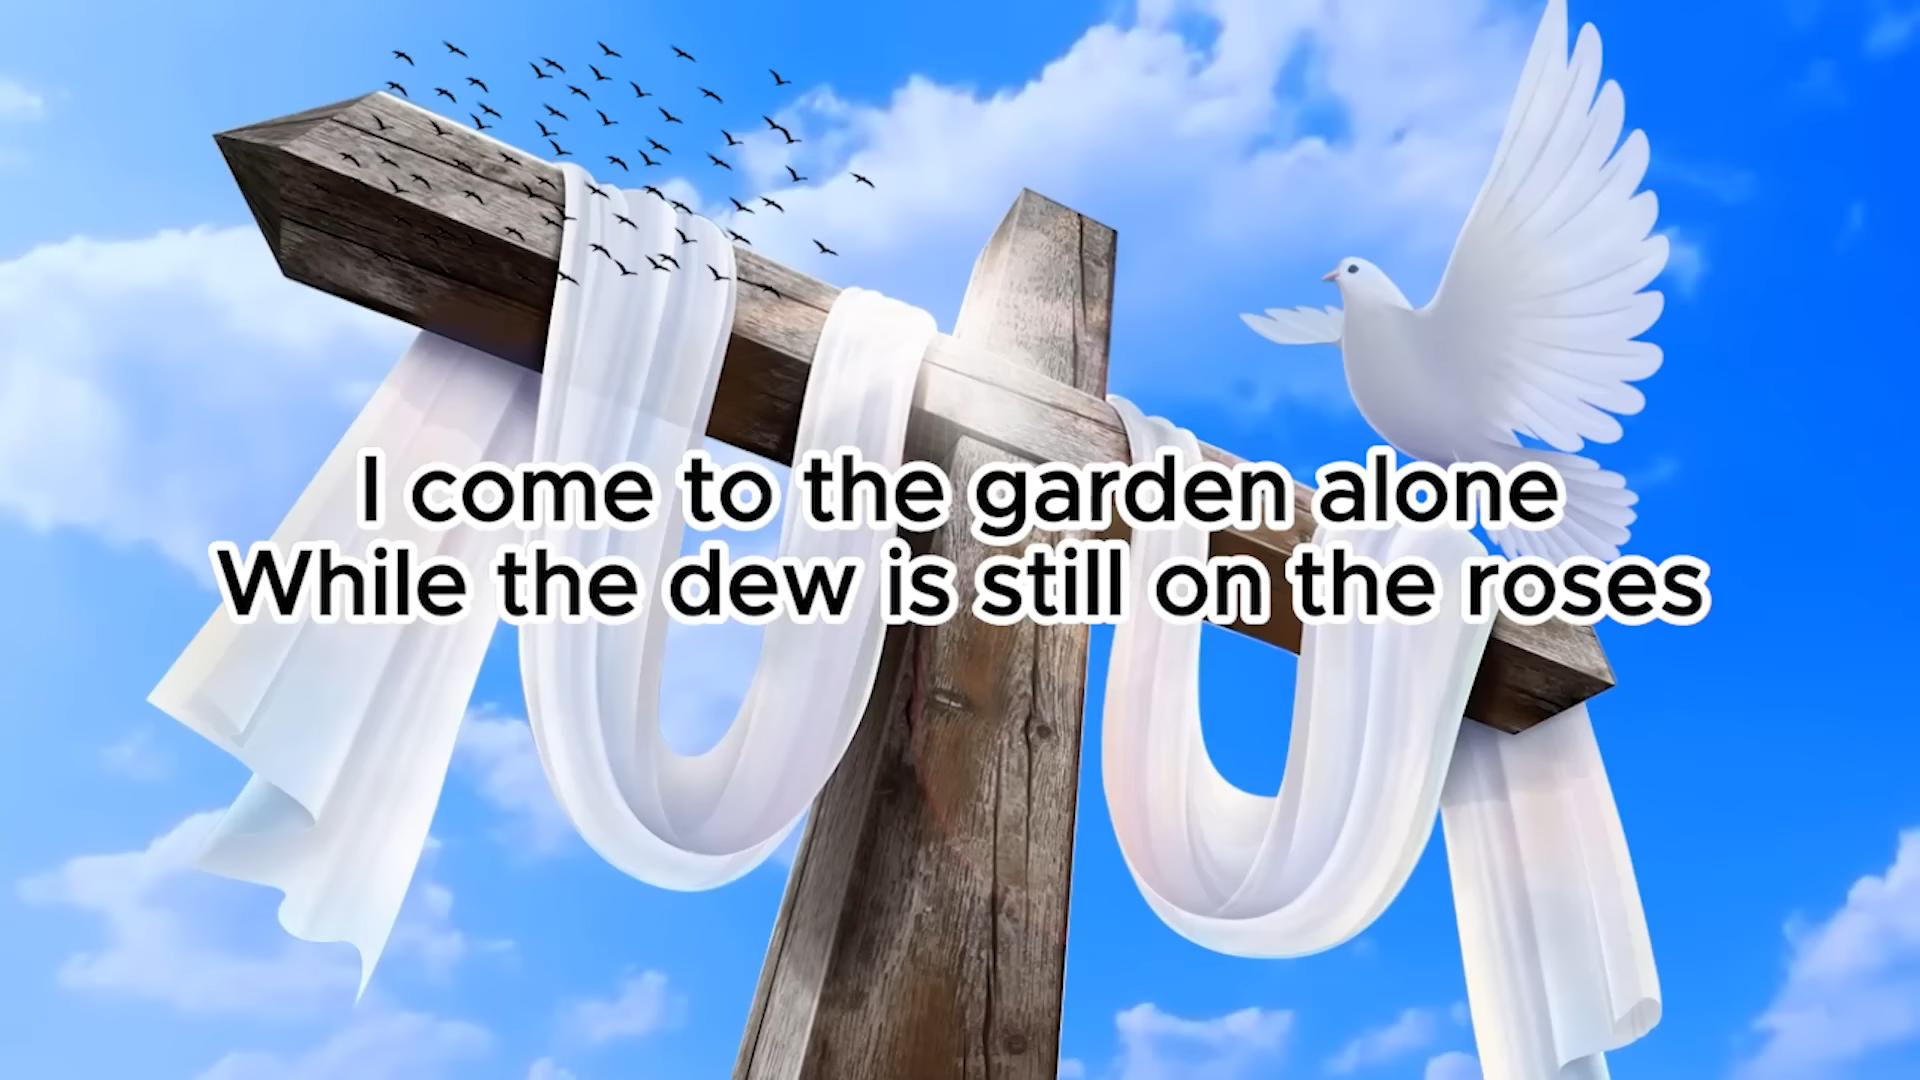 I come to the garden alone
While the dew is still on the roses